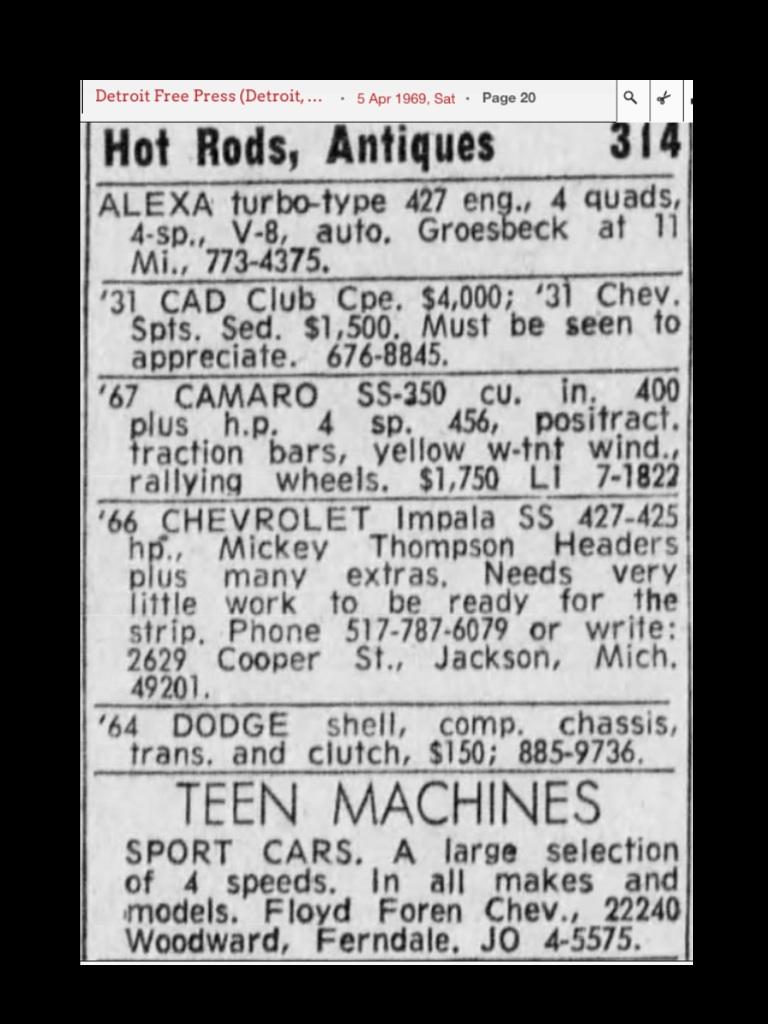 Detroit Free Press (Detroit, ... · 5 Apr 1969, Sat · Page 20
Hot Rods, Antiques 314
ALEXA turbo-type 427 eng., 4 quads,
4-sp., V-8, auto. Groesbeck at 11
Mi., 773-4375.
'31 CAD Club Cpe. $4,000; '31 Chev.
Spts. Sed. $1,500. Must be seen to
appreciate. 676-8845.
'67 CAMARO SS-350 cu. in. 400
plus h.p. 4 sp. 456, positract.
traction bars, yellow w-tnt wind.,
rallying wheels. $1,750 LI 7-1822
'66 CHEVROLET Impala SS 427-425
hp., Mickey Thompson Headers
plus many extras. Needs very
little work to be ready for the
strip. Phone 517-787-6079 or write:
2629 Cooper St., Jackson, Mich.
49201.
'64 DODGE shell, comp. chassis,
trans. and clutch, $150; 885-9736.
TEEN MACHINES
SPORT CARS. A large selection
of 4 speeds. In all makes and
models. Floyd Foren Chev., 22240
Woodward, Ferndale. JO 4-5575.